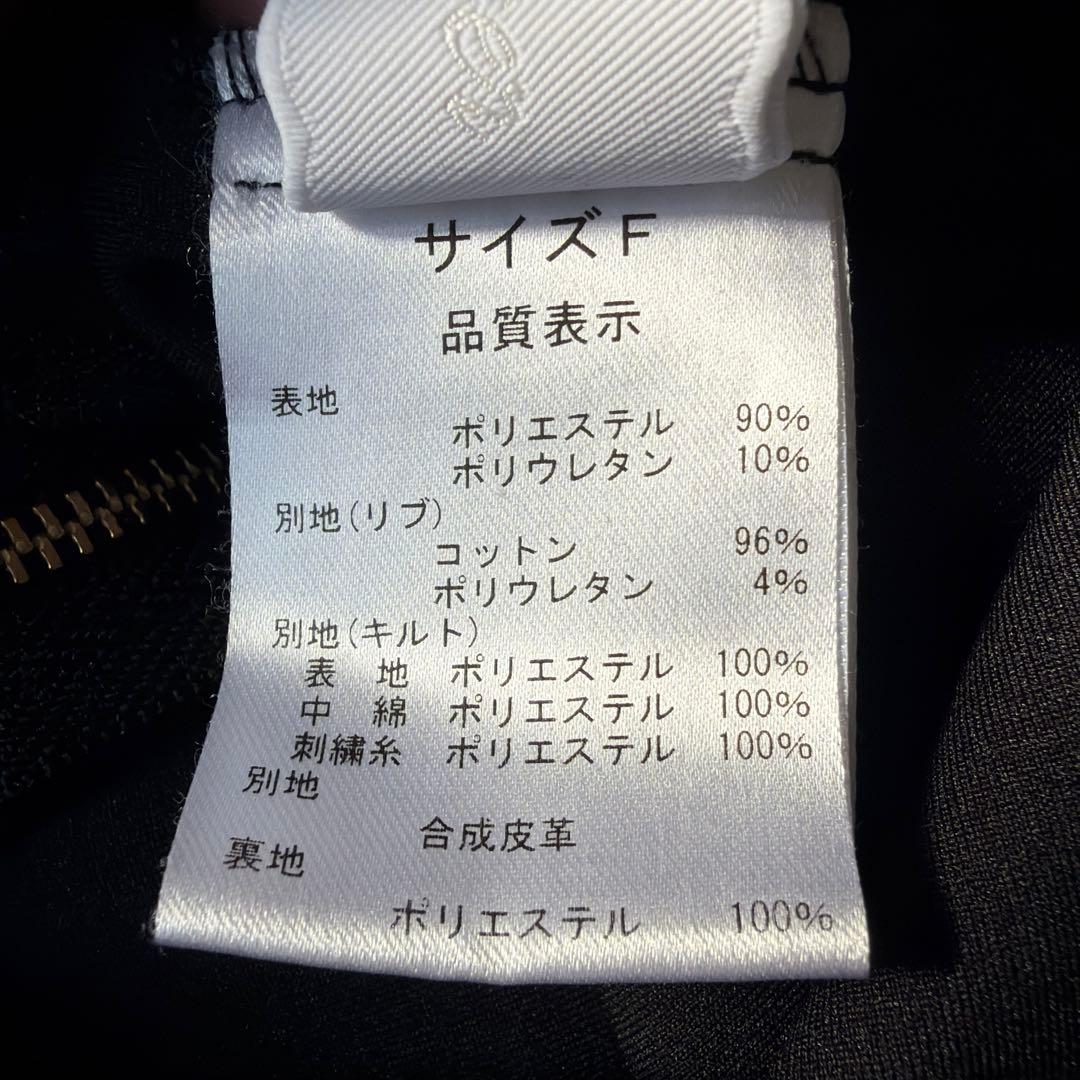 サイズF
品質表示
表地
ポリエステル 90%
ポリウレタン 10%
別地(リブ)
コットン 96%
ポリウレタン 4%
別地(キルト)
表 地 ポリエステル 100%
中 綿 ポリエステル 100%
刺繍糸 ポリエステル 100%
別地
合成皮革
裏地
ポリエステル 100%